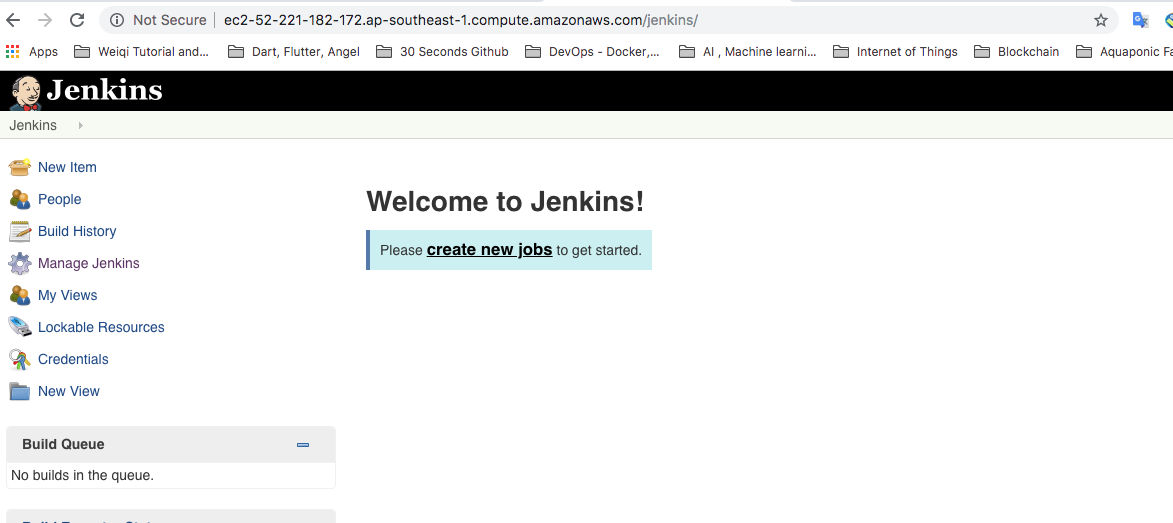 Not Secure ec2-52-221-182-172.ap-southeast-1.compute.amazonaws.com/jenkins/
Apps Weiqi Tutorial and... Dart, Flutter, Angel 30 Seconds Github DevOps - Docker,... AI , Machine learni... Internet of Things Blockchain Aquaponic Fa
Jenkins
Jenkins
New Item
People
Build History
Manage Jenkins
My Views
Lockable Resources
Credentials
New View
Welcome to Jenkins!
Please create new jobs to get started.
Build Queue
No builds in the queue.